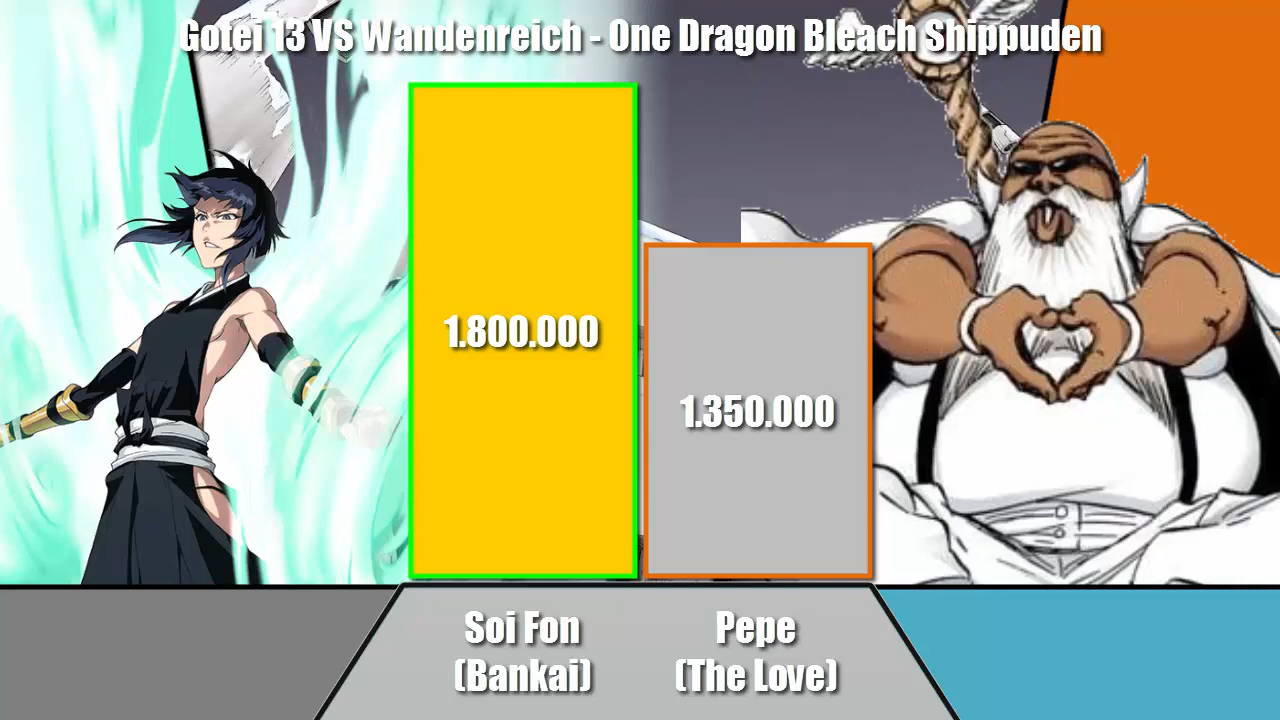 Gotei 13 VS Wandenreich - One Dragon Bleach Shippuden
1.800.000
1.350.000
Soi Fon
(Bankai)
Pepe
(The Love)